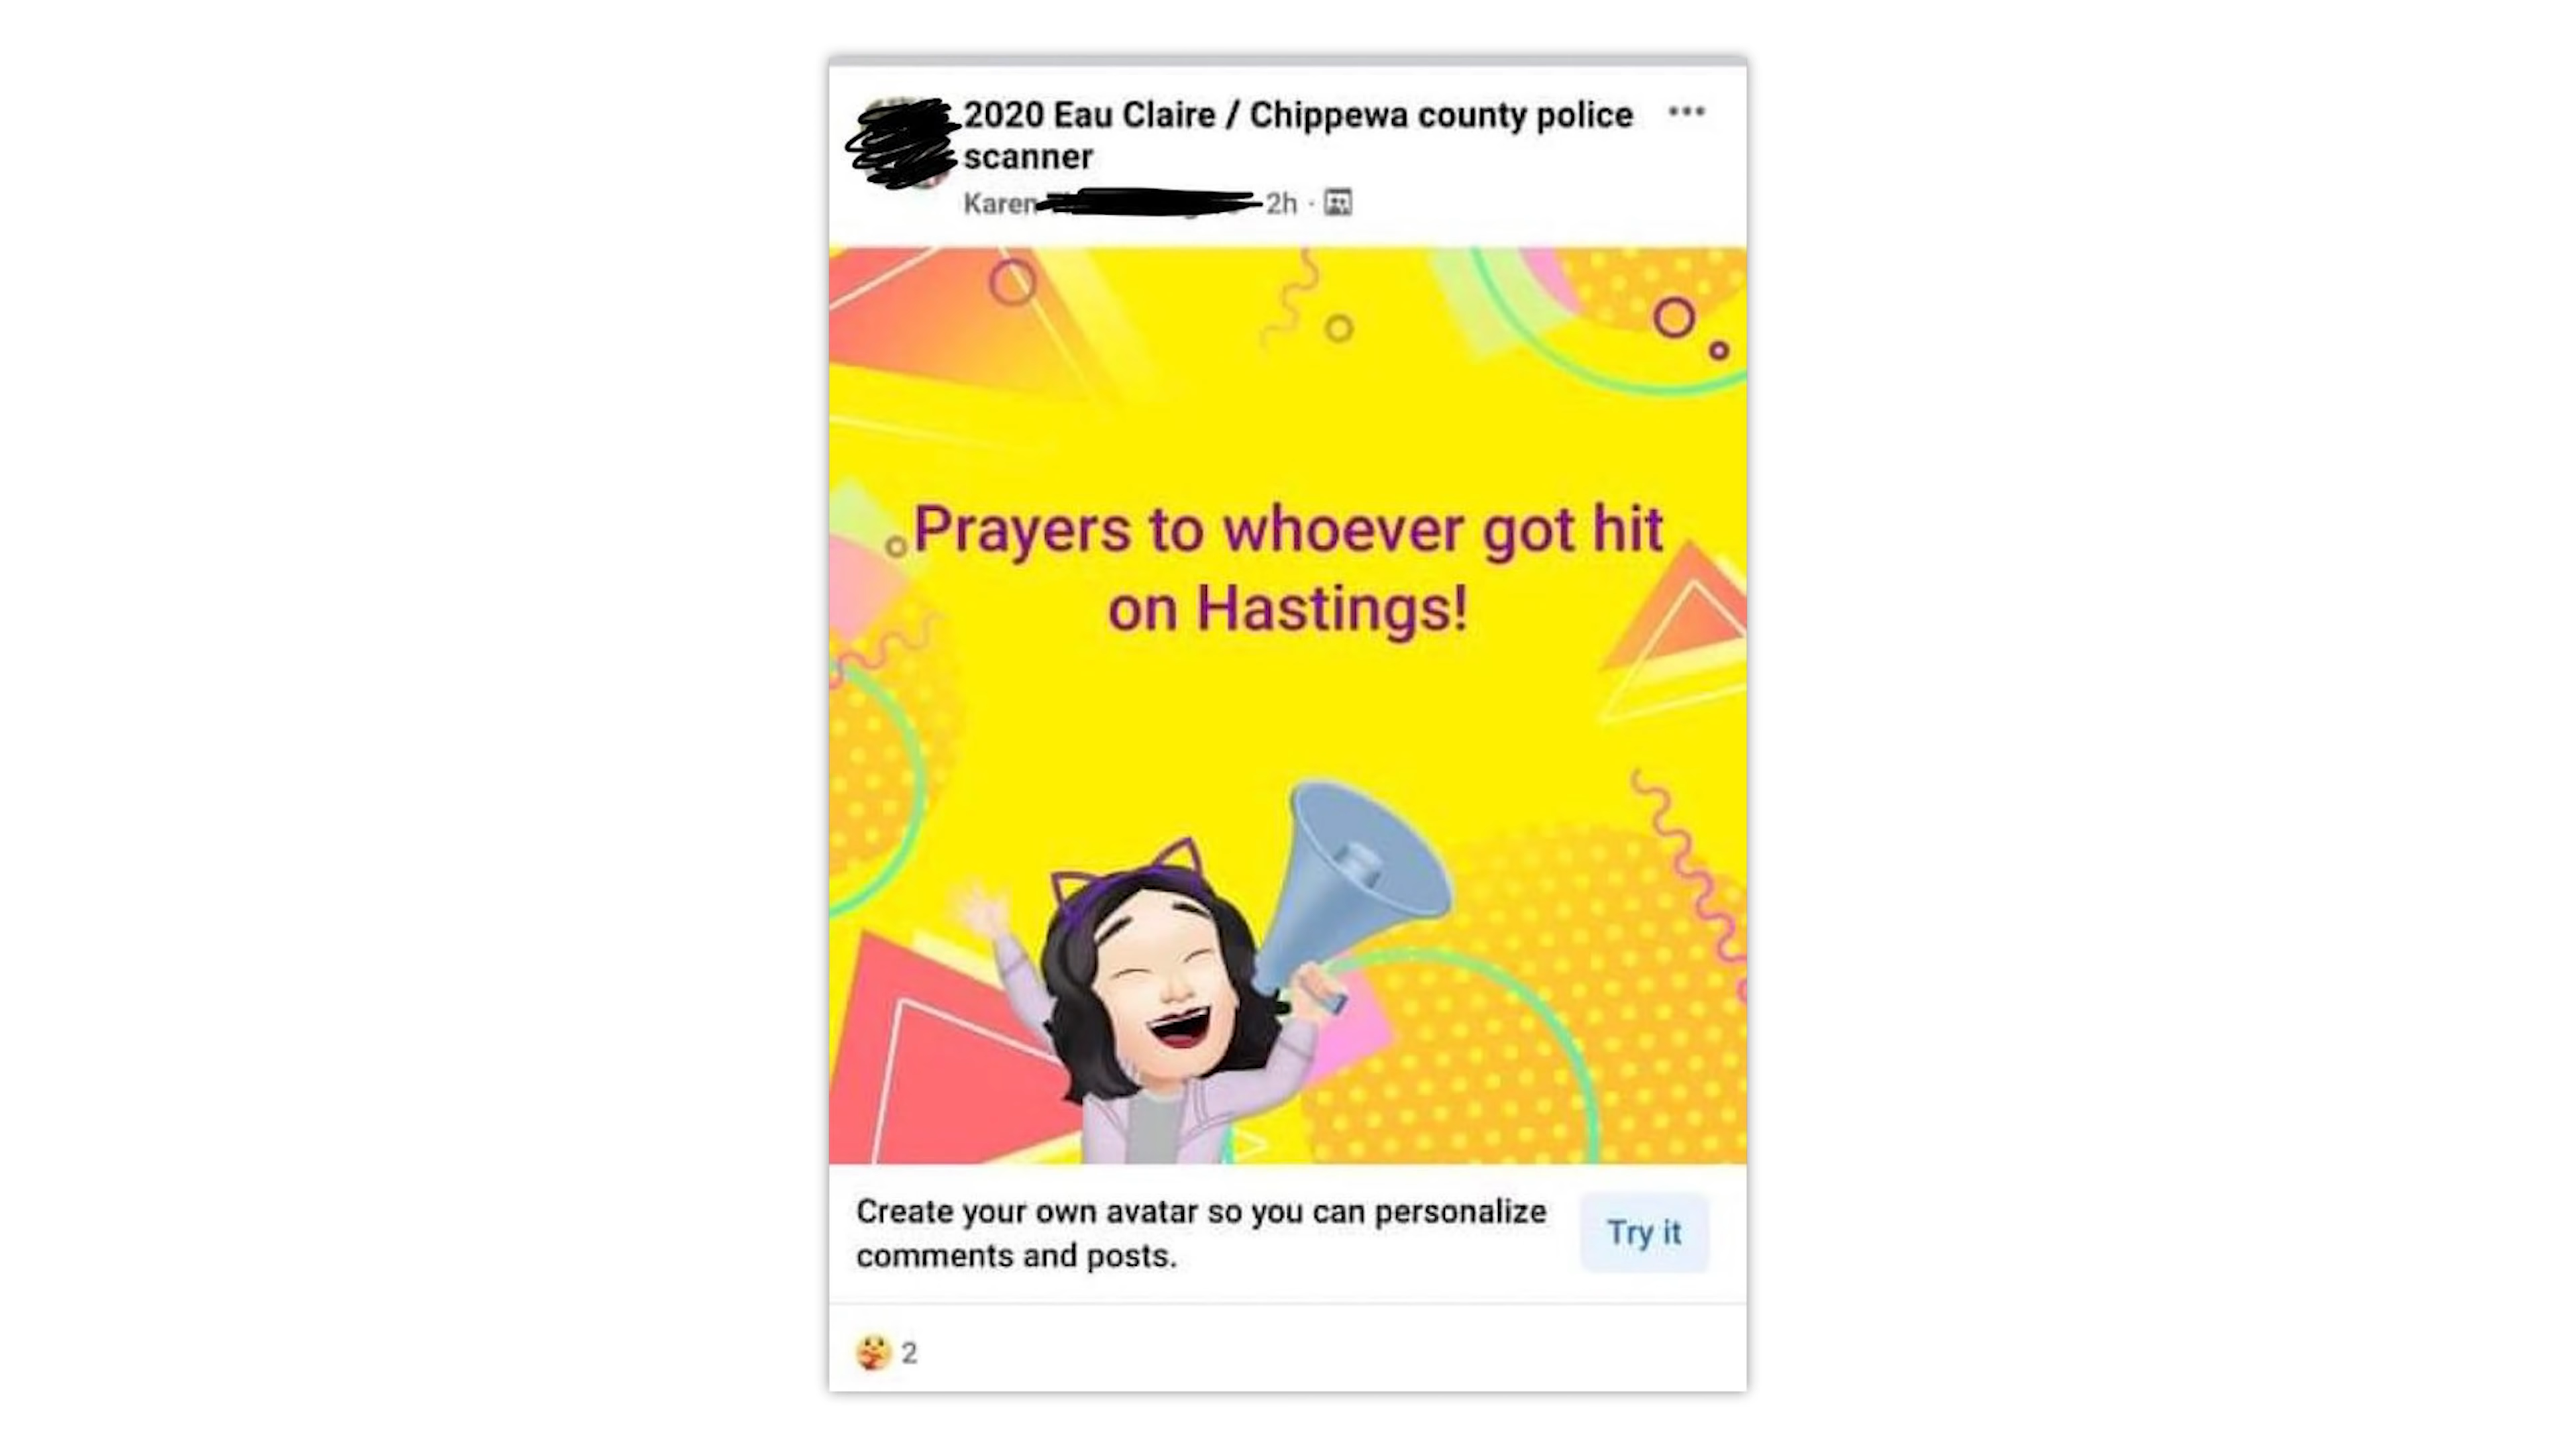 2020 Eau Claire / Chippewa county police
scanner
Karen 2h ·
Prayers to whoever got hit
on Hastings!
Create your own avatar so you can personalize
comments and posts.
Try it
2